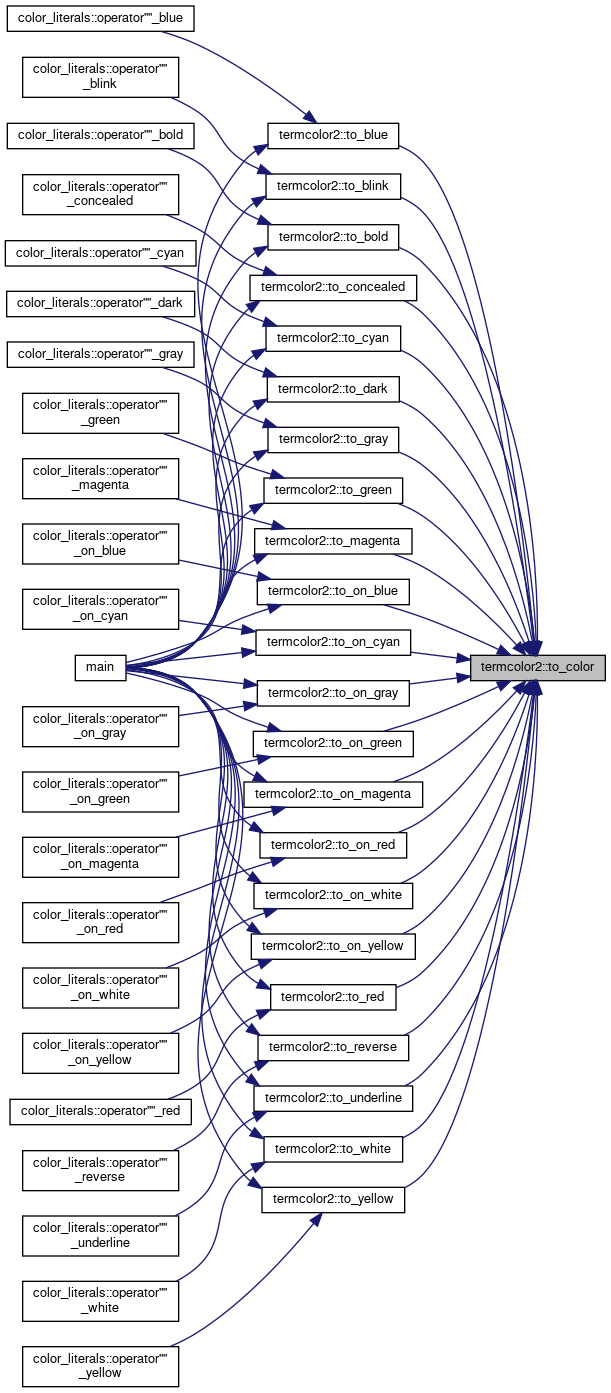 color_literals::operator""_blue
color_literals::operator""
_blink
color_literals::operator""_bold
color_literals::operator""
_concealed
color_literals::operator""_cyan
color_literals::operator""_dark
color_literals::operator""_gray
color_literals::operator""
_green
color_literals::operator""
_magenta
color_literals::operator""
_on_blue
color_literals::operator""
_on_cyan
main
color_literals::operator""
_on_gray
color_literals::operator""
_on_green
color_literals::operator""
_on_magenta
color_literals::operator""
_on_red
color_literals::operator""
_on_white
color_literals::operator""
_on_yellow
color_literals::operator""_red
color_literals::operator""
_reverse
color_literals::operator""
_underline
color_literals::operator""
_white
color_literals::operator""
_yellow
termcolor2::to_blue
termcolor2::to_blink
termcolor2::to_bold
termcolor2::to_concealed
termcolor2::to_cyan
termcolor2::to_dark
termcolor2::to_gray
termcolor2::to_green
termcolor2::to_magenta
termcolor2::to_on_blue
termcolor2::to_on_cyan
termcolor2::to_on_gray
termcolor2::to_on_green
termcolor2::to_on_magenta
termcolor2::to_on_red
termcolor2::to_on_white
termcolor2::to_on_yellow
termcolor2::to_red
termcolor2::to_reverse
termcolor2::to_underline
termcolor2::to_white
termcolor2::to_yellow
termcolor2::to_color